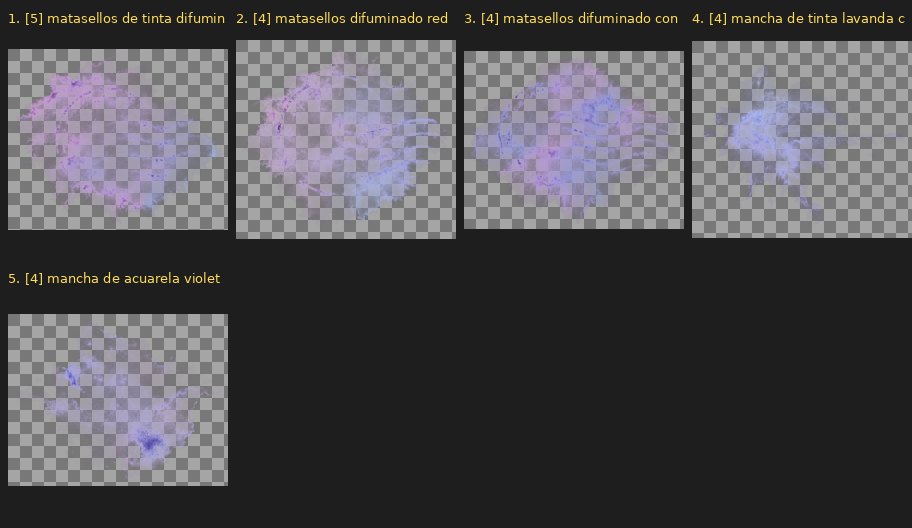 1. [5] matasellos de tinta difumin
2. [4] matasellos difuminado red
3. [4] matasellos difuminado con
4. [4] mancha de tinta lavanda c
5. [4] mancha de acuarela violet